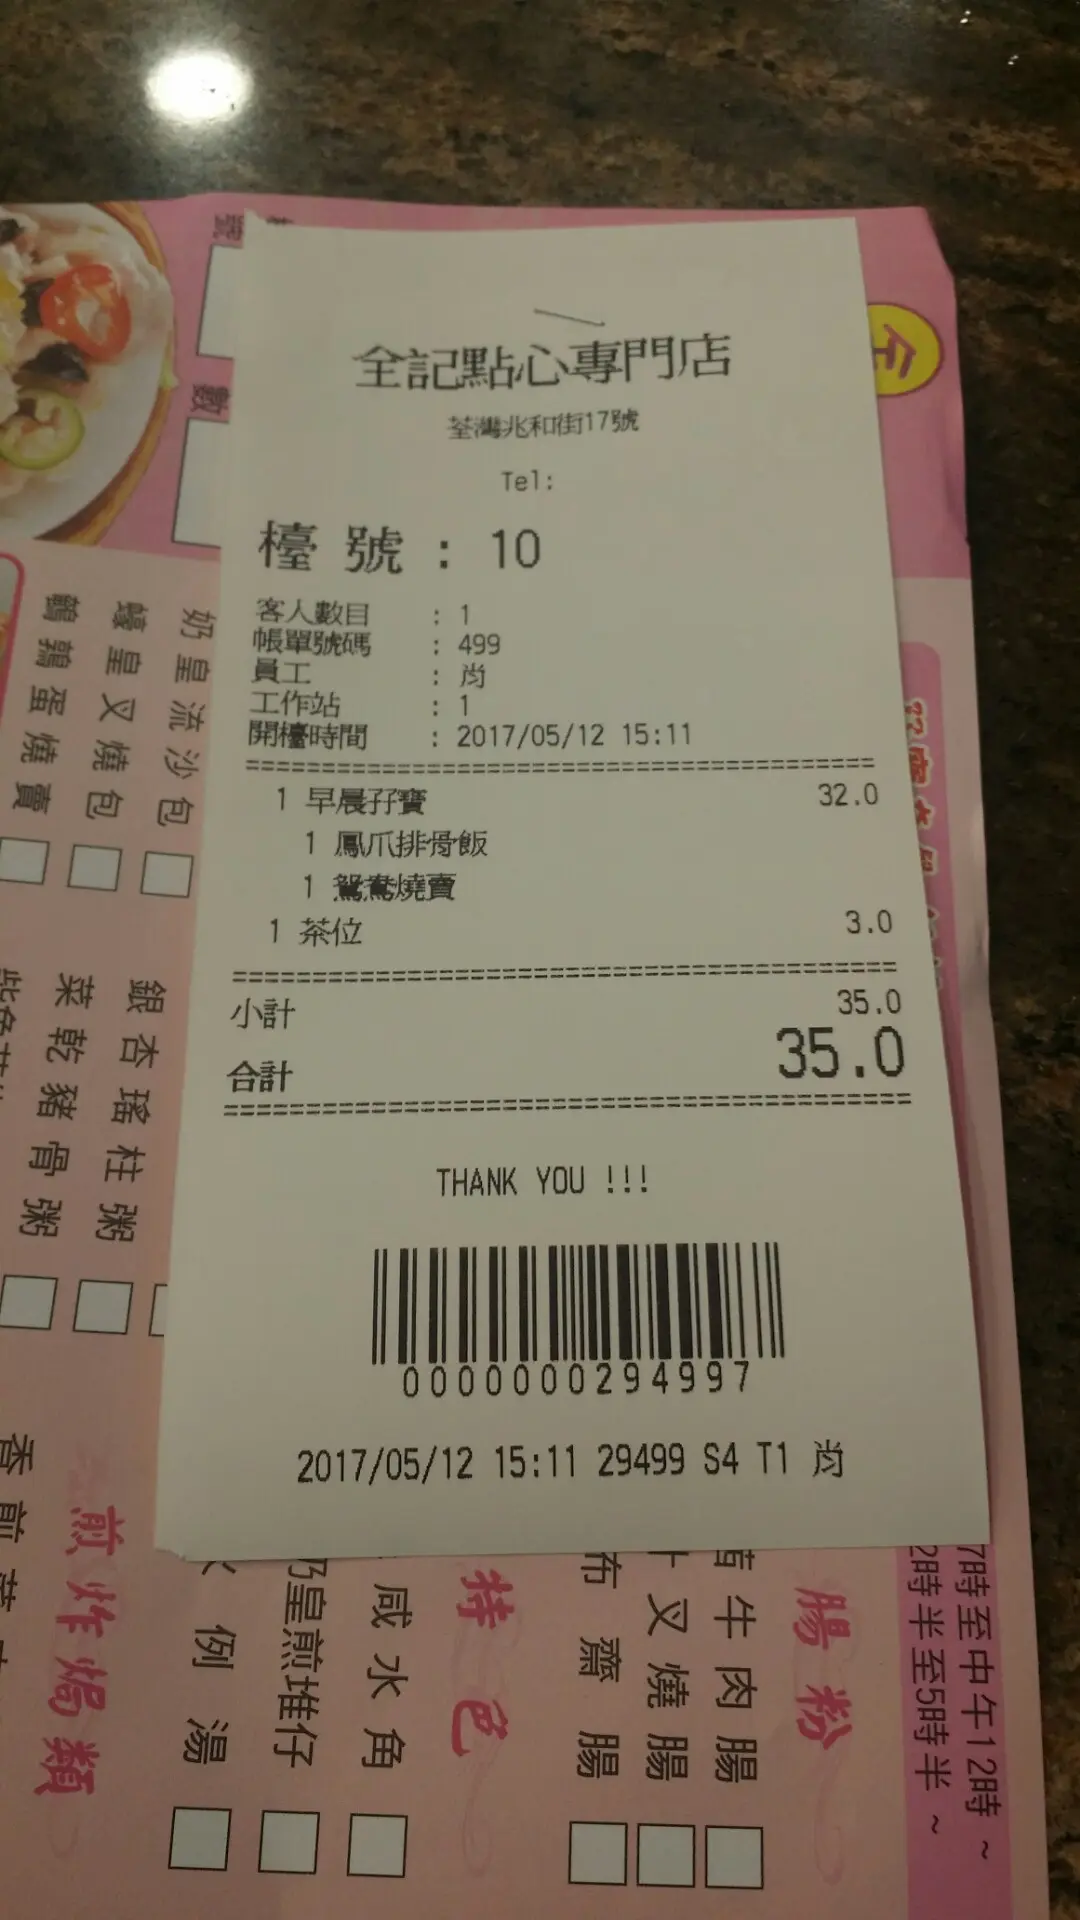 全記點心專門店
荃灣兆和街17號
Tel:
檯 號 : 10
客人數目 : 1
帳單號碼 : 499
員工 : 尚
工作站 : 1
開檯時間 : 2017/05/12 15:11
1 早晨孖寶 32.0
1 鳳爪排骨飯
1 鴛鴦燒賣
1 茶位 3.0
小計 35.0
合計 35.0
THANK YOU !!!
0000000294997
2017/05/12 15:11 29499 S4 T1 尚
號
數
全
奶皇流沙包
蠔皇叉燒包
鵪鶉蛋燒賣
銀杏瑤柱粥
菜乾豬骨粥
7時至中午12時~
2時半至5時半~
腸粉
牛肉腸
叉燒腸
布齋腸
特色
咸水角
奶皇煎堆仔
例湯
煎炸焗類
香煎